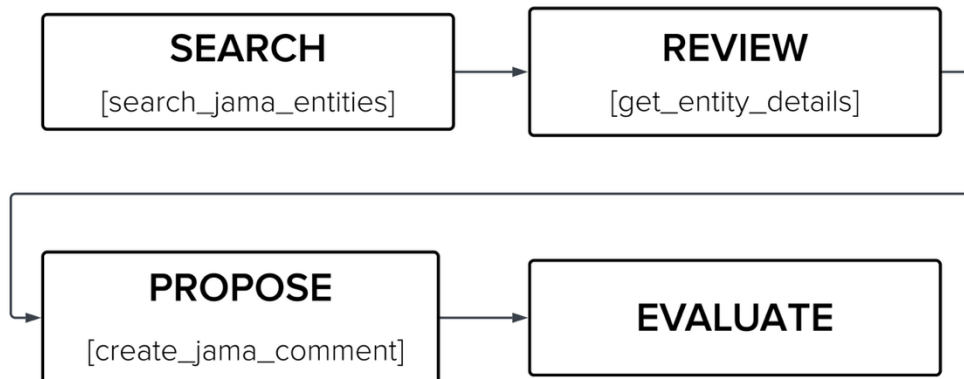 SEARCH
[search_jama_entities]
REVIEW
[get_entity_details]
PROPOSE
[create_jama_comment]
EVALUATE